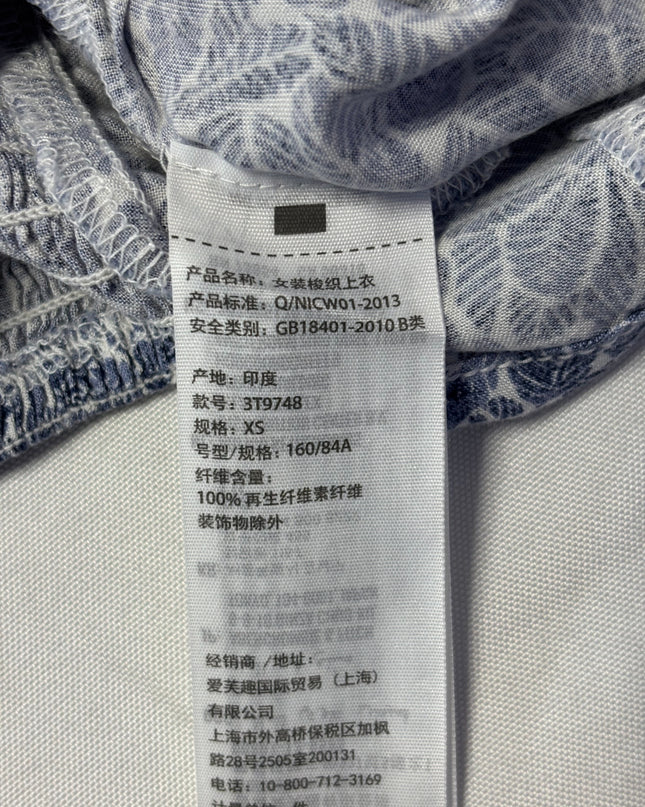 产品名称: 女装梭织上衣
产品标准: Q/NICW01-2013
安全类别: GB18401-2010 B类
产地: 印度
款号: 3T9748
规格: XS
号型/规格: 160/84A
纤维含量:
100% 再生纤维素纤维
装饰物除外
经销商 /地址:
爱芙趣国际贸易 (上海)
有限公司
上海市外高桥保税区加枫
路28号2505室200131
电话: 10-800-712-3169